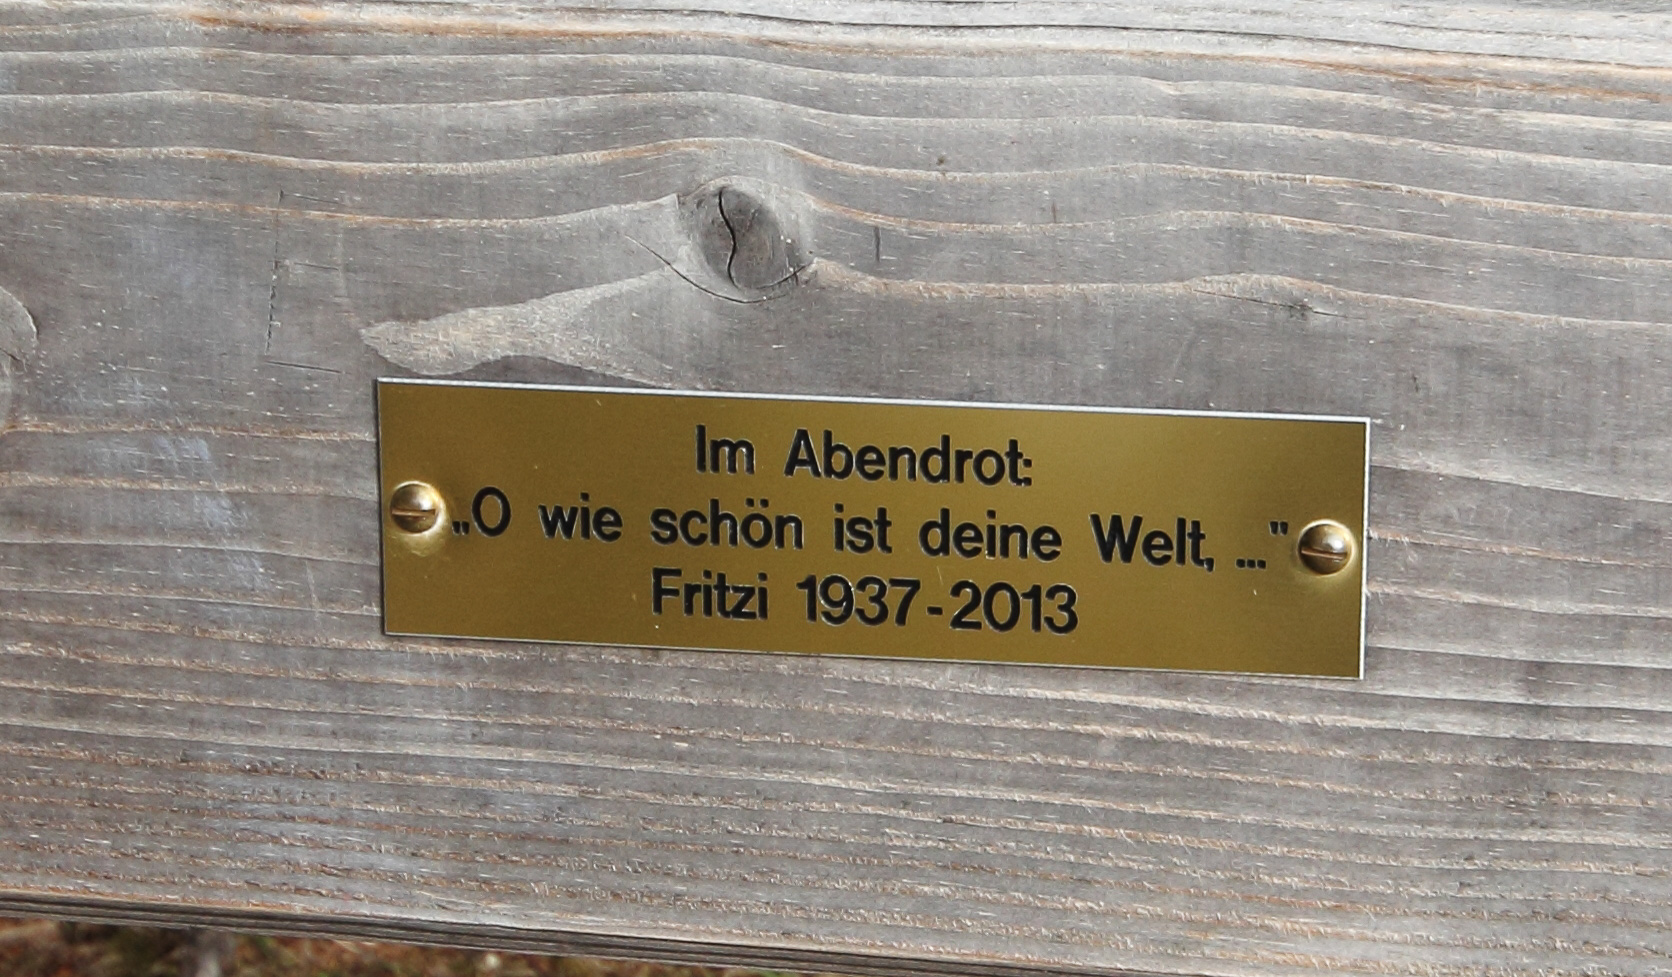 Im Abendrot:
„O wie schön ist deine Welt, ..."
Fritzi 1937-2013